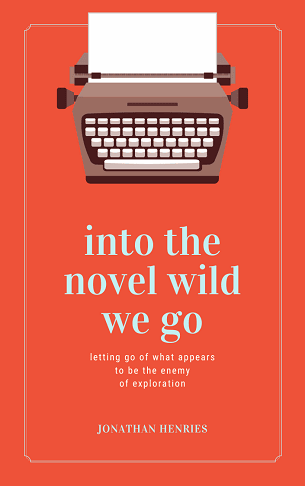 into the
novel wild
we go
letting go of what appears
to be the enemy
of exploration
JONATHAN HENRIES